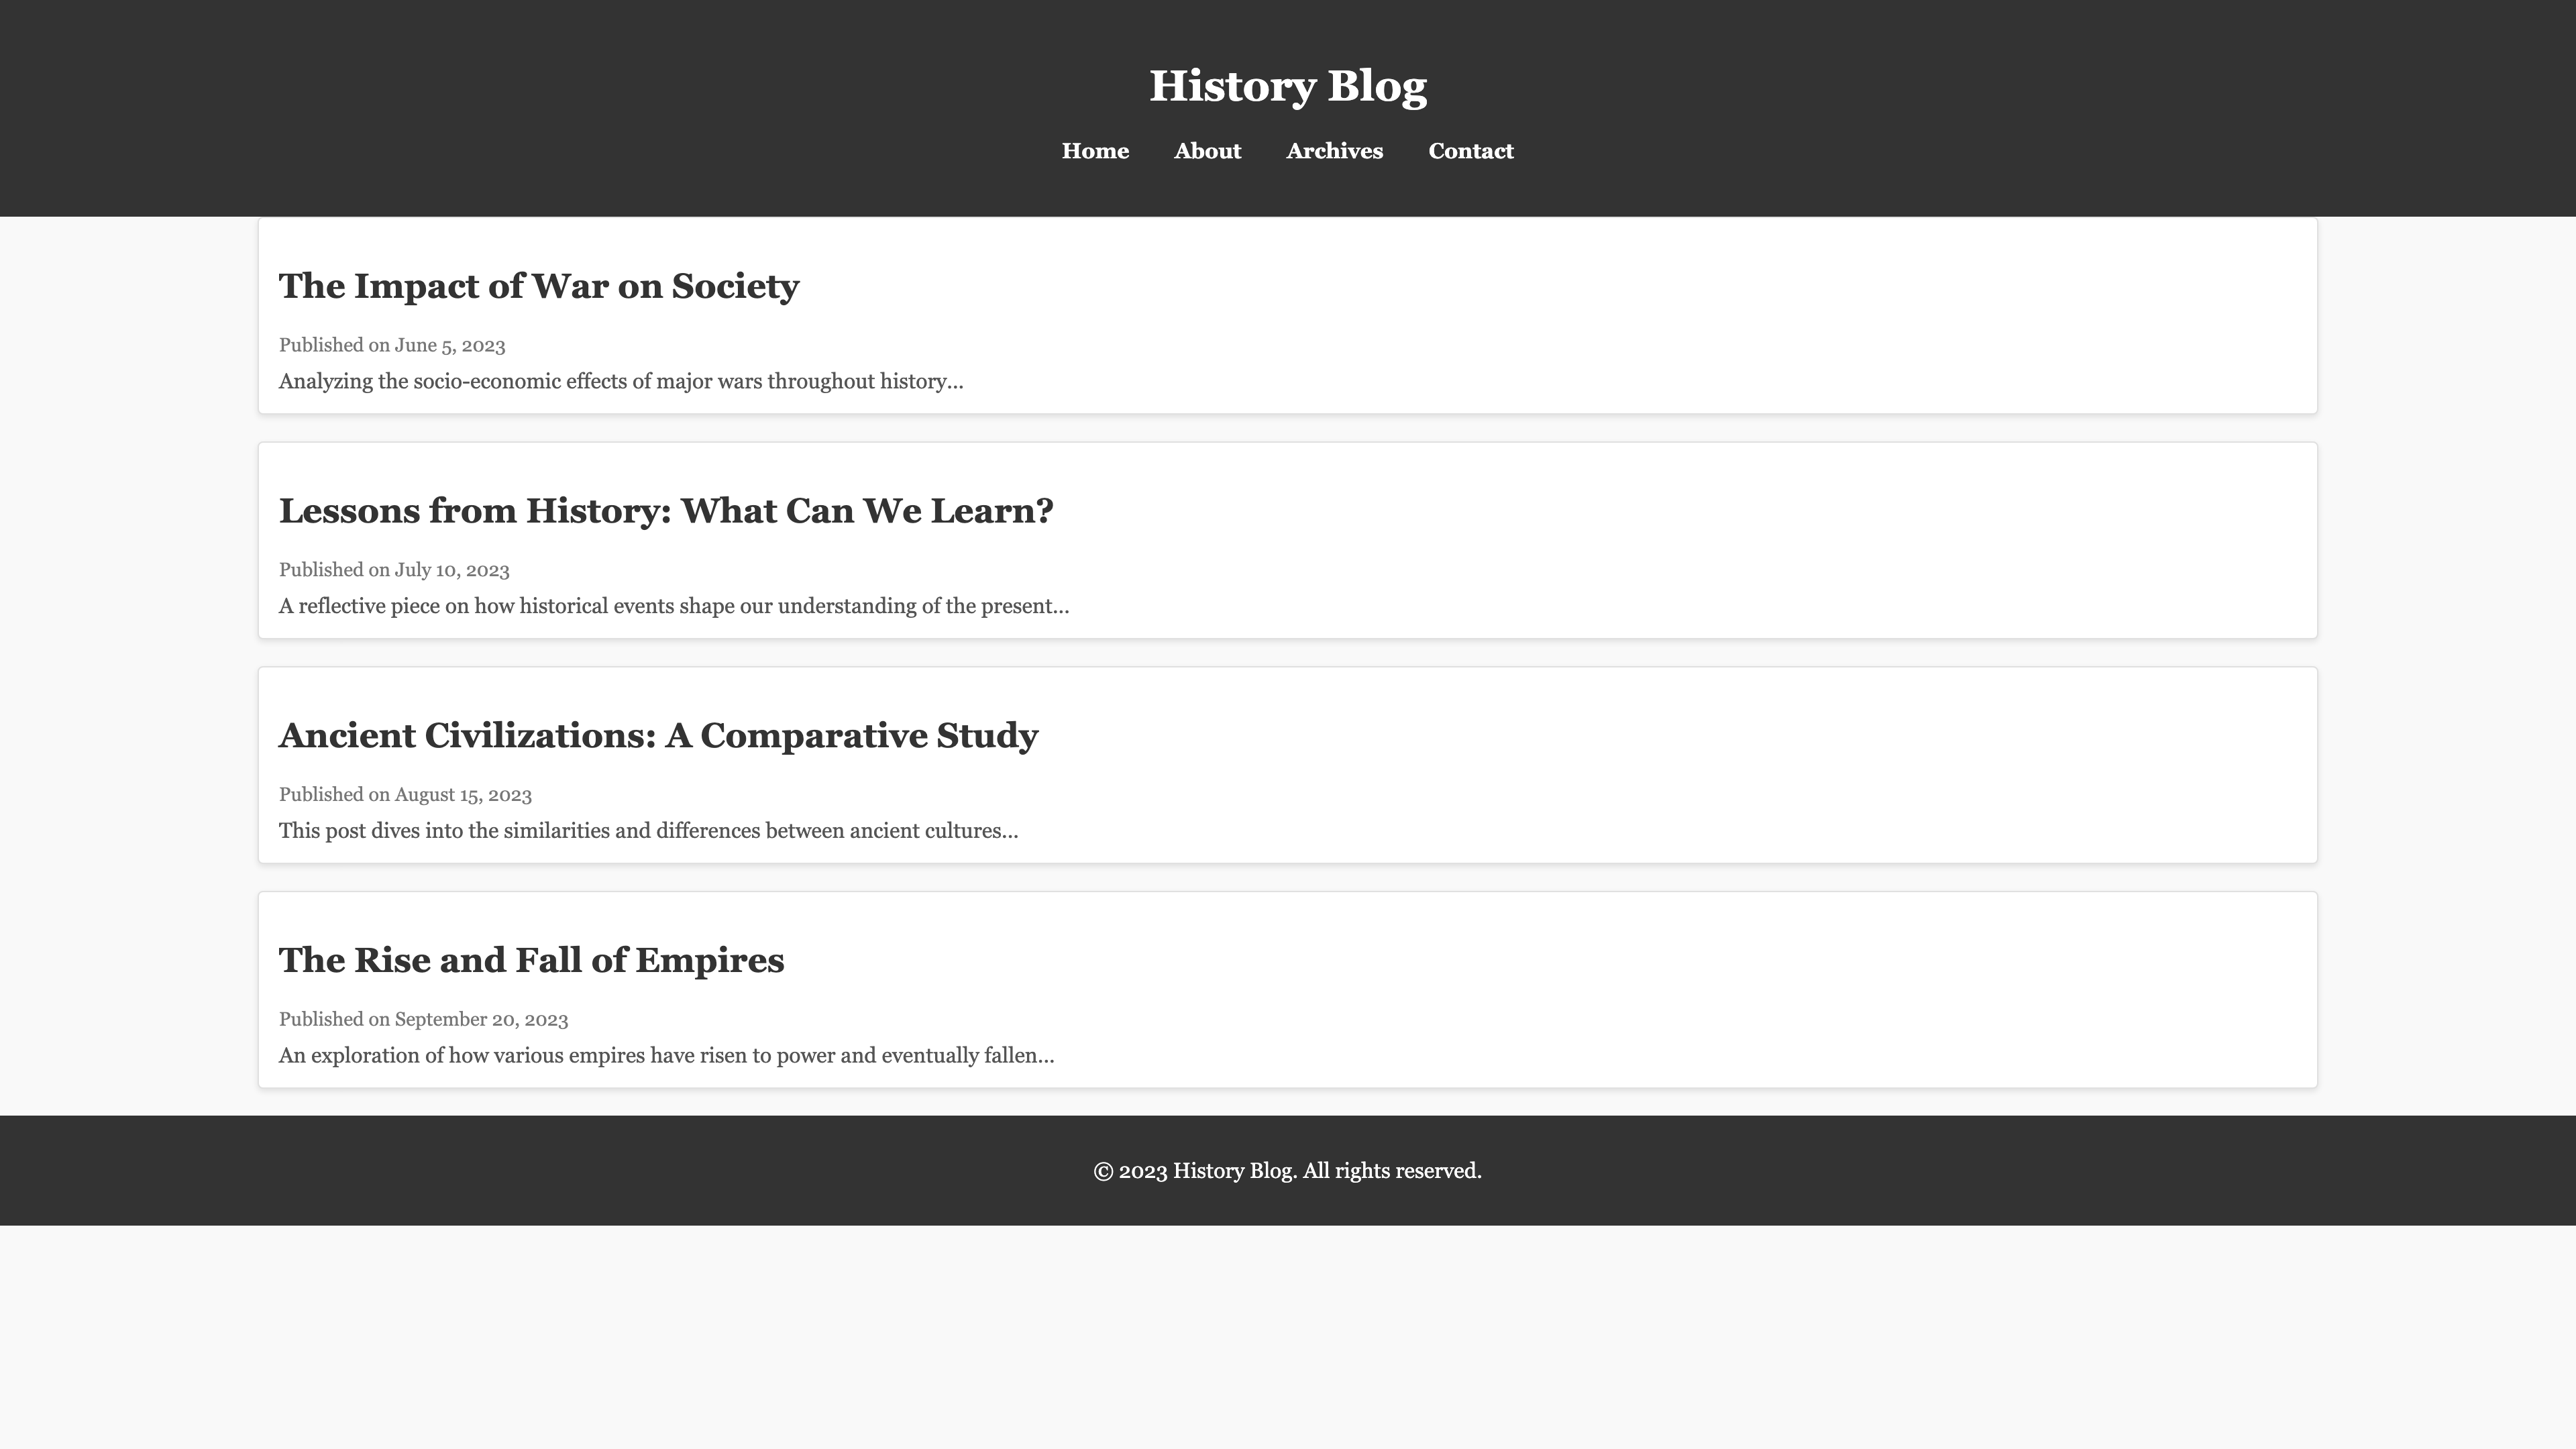 History Blog
Home About Archives Contact
The Impact of War on Society
Published on June 5, 2023
Analyzing the socio-economic effects of major wars throughout history...
Lessons from History: What Can We Learn?
Published on July 10, 2023
A reflective piece on how historical events shape our understanding of the present...
Ancient Civilizations: A Comparative Study
Published on August 15, 2023
This post dives into the similarities and differences between ancient cultures...
The Rise and Fall of Empires
Published on September 20, 2023
An exploration of how various empires have risen to power and eventually fallen...
© 2023 History Blog. All rights reserved.